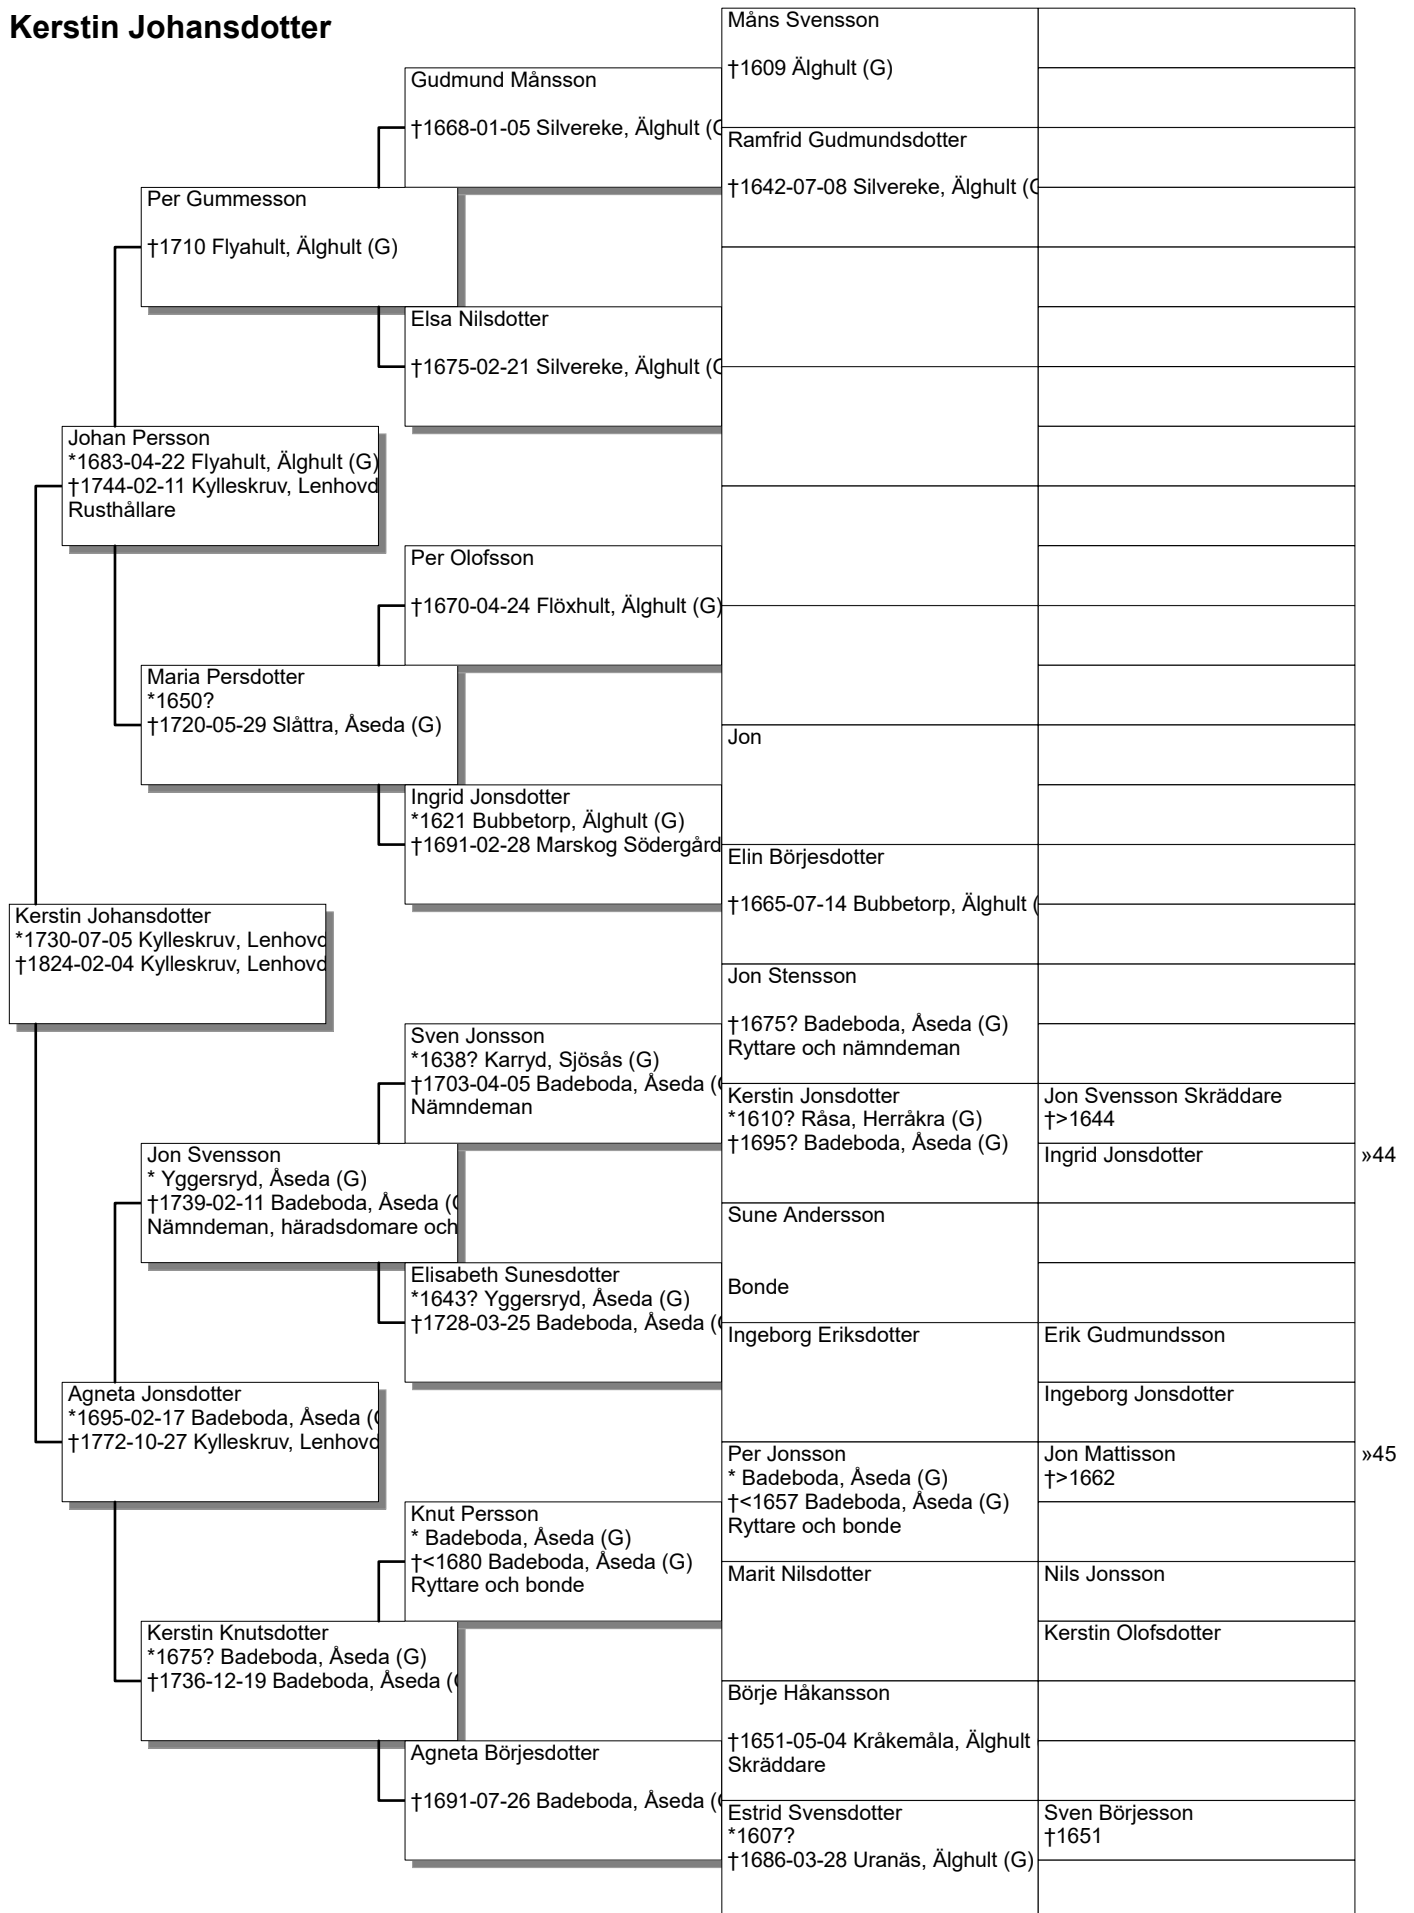 Kerstin Johansdotter
Måns Svensson
†1609 Älghult (G)
Gudmund Månsson
†1668-01-05 Silvereke, Älghult (G
Ramfrid Gudmundsdotter
†1642-07-08 Silvereke, Älghult (G
Per Gummesson
†1710 Flyahult, Älghult (G)
Elsa Nilsdotter
†1675-02-21 Silvereke, Älghult (G
Johan Persson
*1683-04-22 Flyahult, Älghult (G)
†1744-02-11 Kylleskruv, Lenhovd
Rusthållare
Per Olofsson
†1670-04-24 Flöxhult, Älghult (G)
Maria Persdotter
*1650?
†1720-05-29 Slåttra, Åseda (G)
Jon
Ingrid Jonsdotter
*1621 Bubbetorp, Älghult (G)
†1691-02-28 Marskog Södergård
Elin Börjesdotter
†1665-07-14 Bubbetorp, Älghult (
Kerstin Johansdotter
*1730-07-05 Kylleskruv, Lenhovd
†1824-02-04 Kylleskruv, Lenhovd
Jon Stensson
†1675? Badeboda, Åseda (G)
Ryttare och nämndeman
Sven Jonsson
*1638? Karryd, Sjösås (G)
†1703-04-05 Badeboda, Åseda (G
Nämndeman
Kerstin Jonsdotter
*1610? Råsa, Herråkra (G)
†1695? Badeboda, Åseda (G)
Jon Svensson Skräddare
†>1644
Ingrid Jonsdotter
»44
Jon Svensson
* Yggersryd, Åseda (G)
†1739-02-11 Badeboda, Åseda (G
Nämndeman, häradsdomare och
Sune Andersson
Bonde
Elisabeth Sunesdotter
*1643? Yggersryd, Åseda (G)
†1728-03-25 Badeboda, Åseda (G
Ingeborg Eriksdotter
Erik Gudmundsson
Ingeborg Jonsdotter
Agneta Jonsdotter
*1695-02-17 Badeboda, Åseda (G
†1772-10-27 Kylleskruv, Lenhovd
Per Jonsson
* Badeboda, Åseda (G)
†<1657 Badeboda, Åseda (G)
Ryttare och bonde
Jon Mattisson
†>1662
»45
Knut Persson
* Badeboda, Åseda (G)
†<1680 Badeboda, Åseda (G)
Ryttare och bonde
Marit Nilsdotter
Nils Jonsson
Kerstin Olofsdotter
Kerstin Knutsdotter
*1675? Badeboda, Åseda (G)
†1736-12-19 Badeboda, Åseda (G
Börje Håkansson
†1651-05-04 Kråkemåla, Älghult
Skräddare
Agneta Börjesdotter
†1691-07-26 Badeboda, Åseda (G
Estrid Svensdotter
*1607?
†1686-03-28 Uranäs, Älghult (G)
Sven Börjesson
†1651